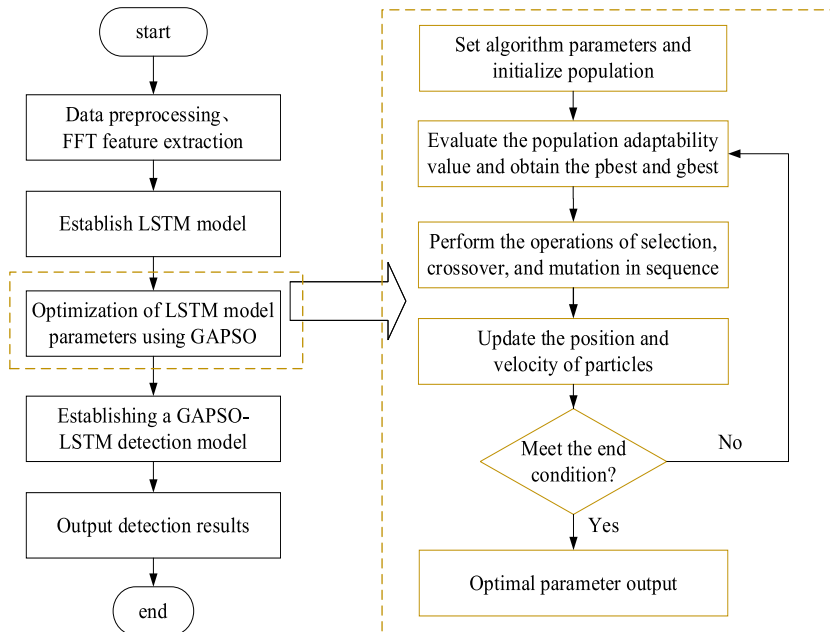 start
Data preprocessing、
FFT feature extraction
Establish LSTM model
Optimization of LSTM model
parameters using GAPSO
Establishing a GAPSO-
LSTM detection model
Output detection results
end
Set algorithm parameters and
initialize population
Evaluate the population adaptability
value and obtain the pbest and gbest
Perform the operations of selection,
crossover, and mutation in sequence
Update the position and
velocity of particles
Meet the end
condition?
No
Yes
Optimal parameter output